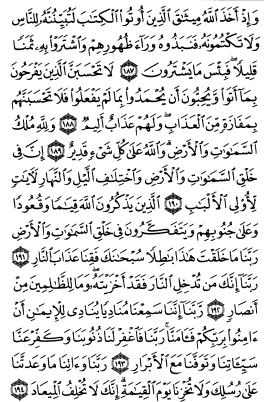 وَإِذْ أَخَذَ ٱللَّهُ مِيثَٰقَ ٱلَّذِينَ أُوتُوا۟ ٱلْكِتَٰبَ لَتُبَيِّنُنَّهُۥ لِلنَّاسِ
وَلَا تَكْتُمُونَهُۥ فَنَبَذُوهُ وَرَآءَ ظُهُورِهِمْ وَٱشْتَرَوْا۟ بِهِۦ ثَمَنًا
قَلِيلًا ۖ فَبِئْسَ مَا يَشْتَرُونَ ١٨٧ لَا تَحْسَبَنَّ ٱلَّذِينَ يَفْرَحُونَ
بِمَآ أَتَوا۟ وَّيُحِبُّونَ أَن يُحْمَدُوا۟ بِمَا لَمْ يَفْعَلُوا۟ فَلَا تَحْسَبَنَّهُم
بِمَفَازَةٍ مِّنَ ٱلْعَذَابِ ۖ وَلَهُمْ عَذَابٌ أَلِيمٌ ١٨٨ وَلِلَّهِ مُلْكُ
ٱلسَّمَٰوَٰتِ وَٱلْأَرْضِ ۗ وَٱللَّهُ عَلَىٰ كُلِّ شَىْءٍ قَدِيرٌ ١٨٩ إِنَّ فِى
خَلْقِ ٱلسَّمَٰوَٰتِ وَٱلْأَرْضِ وَٱخْتِلَٰفِ ٱلَّيْلِ وَٱلنَّهَارِ لَءَايَٰتٍ
لِّأُو۟لِى ٱلْأَلْبَٰبِ ١٩٠ ٱلَّذِينَ يَذْكُرُونَ ٱللَّهَ قِيَٰمًا وَقُعُودًا
وَعَلَىٰ جُنُوبِهِمْ وَيَتَفَكَّرُونَ فِى خَلْقِ ٱلسَّمَٰوَٰتِ وَٱلْأَرْضِ
رَبَّنَا مَا خَلَقْتَ هَٰذَا بَٰطِلًا سُبْحَٰنَكَ فَقِنَا عَذَابَ ٱلنَّارِ ١٩١
رَبَّنَآ إِنَّكَ مَن تُدْخِلِ ٱلنَّارَ فَقَدْ أَخْزَيْتَهُۥ ۖ وَمَا لِلظَّٰلِمِينَ مِنْ
أَنصَارٍ ١٩٢ رَّبَّنَآ إِنَّنَا سَمِعْنَا مُنَادِيًا يُنَادِى لِلْإِيمَٰنِ أَنْ
ءَامِنُوا۟ بِرَبِّكُمْ فَـَٔامَنَّا ۚ رَبَّنَا فَٱغْفِرْ لَنَا ذُنُوبَنَا وَكَفِّرْ عَنَّا
سَيِّـَٔاتِنَا وَتَوَفَّنَا مَعَ ٱلْأَبْرَارِ ١٩٣ رَبَّنَا وَءَاتِنَا مَا وَعَدتَّنَا
عَلَىٰ رُسُلِكَ وَلَا تُخْزِنَا يَوْمَ ٱلْقِيَٰمَةِ ۗ إِنَّكَ لَا تُخْلِفُ ٱلْمِيعَادَ ١٩٤